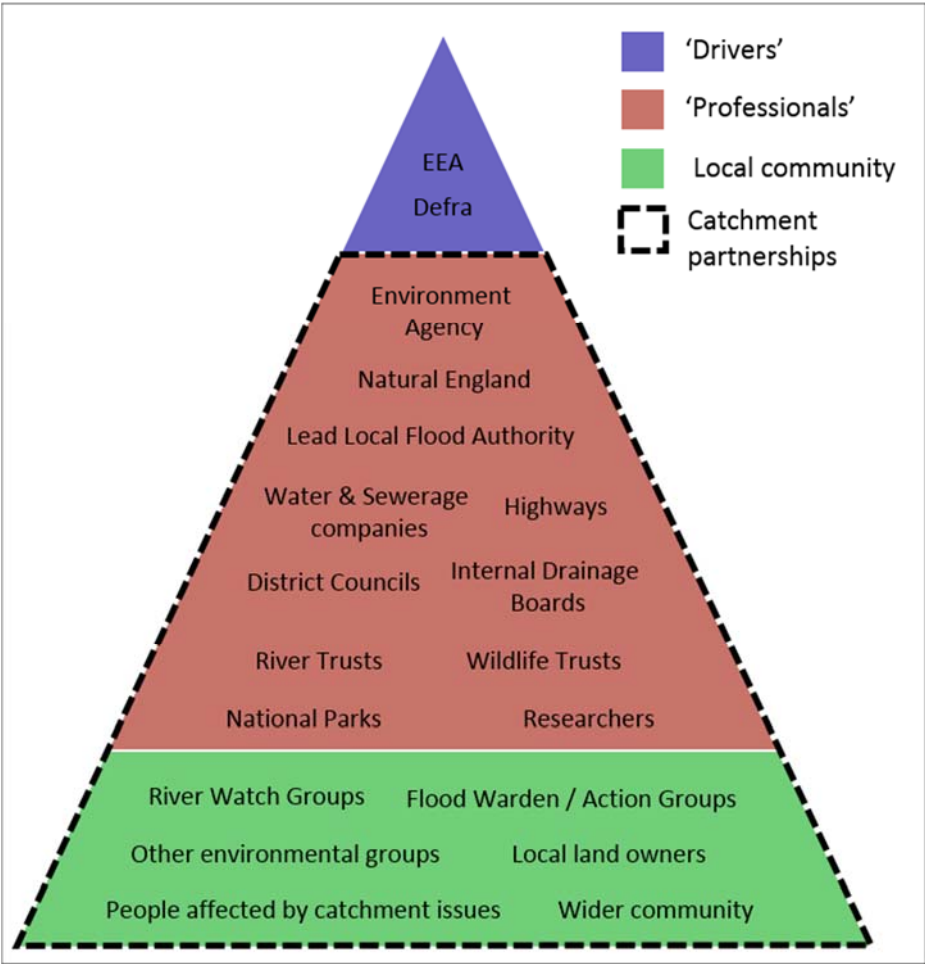 ‘Drivers’
‘Professionals’
Local community
Catchment
partnerships
EEA
Defra
Environment
Agency
Natural England
Lead Local Flood Authority
Water & Sewerage
companies
Highways
District Councils
Internal Drainage
Boards
River Trusts
Wildlife Trusts
National Parks
Researchers
River Watch Groups
Flood Warden / Action Groups
Other environmental groups
Local land owners
People affected by catchment issues
Wider community